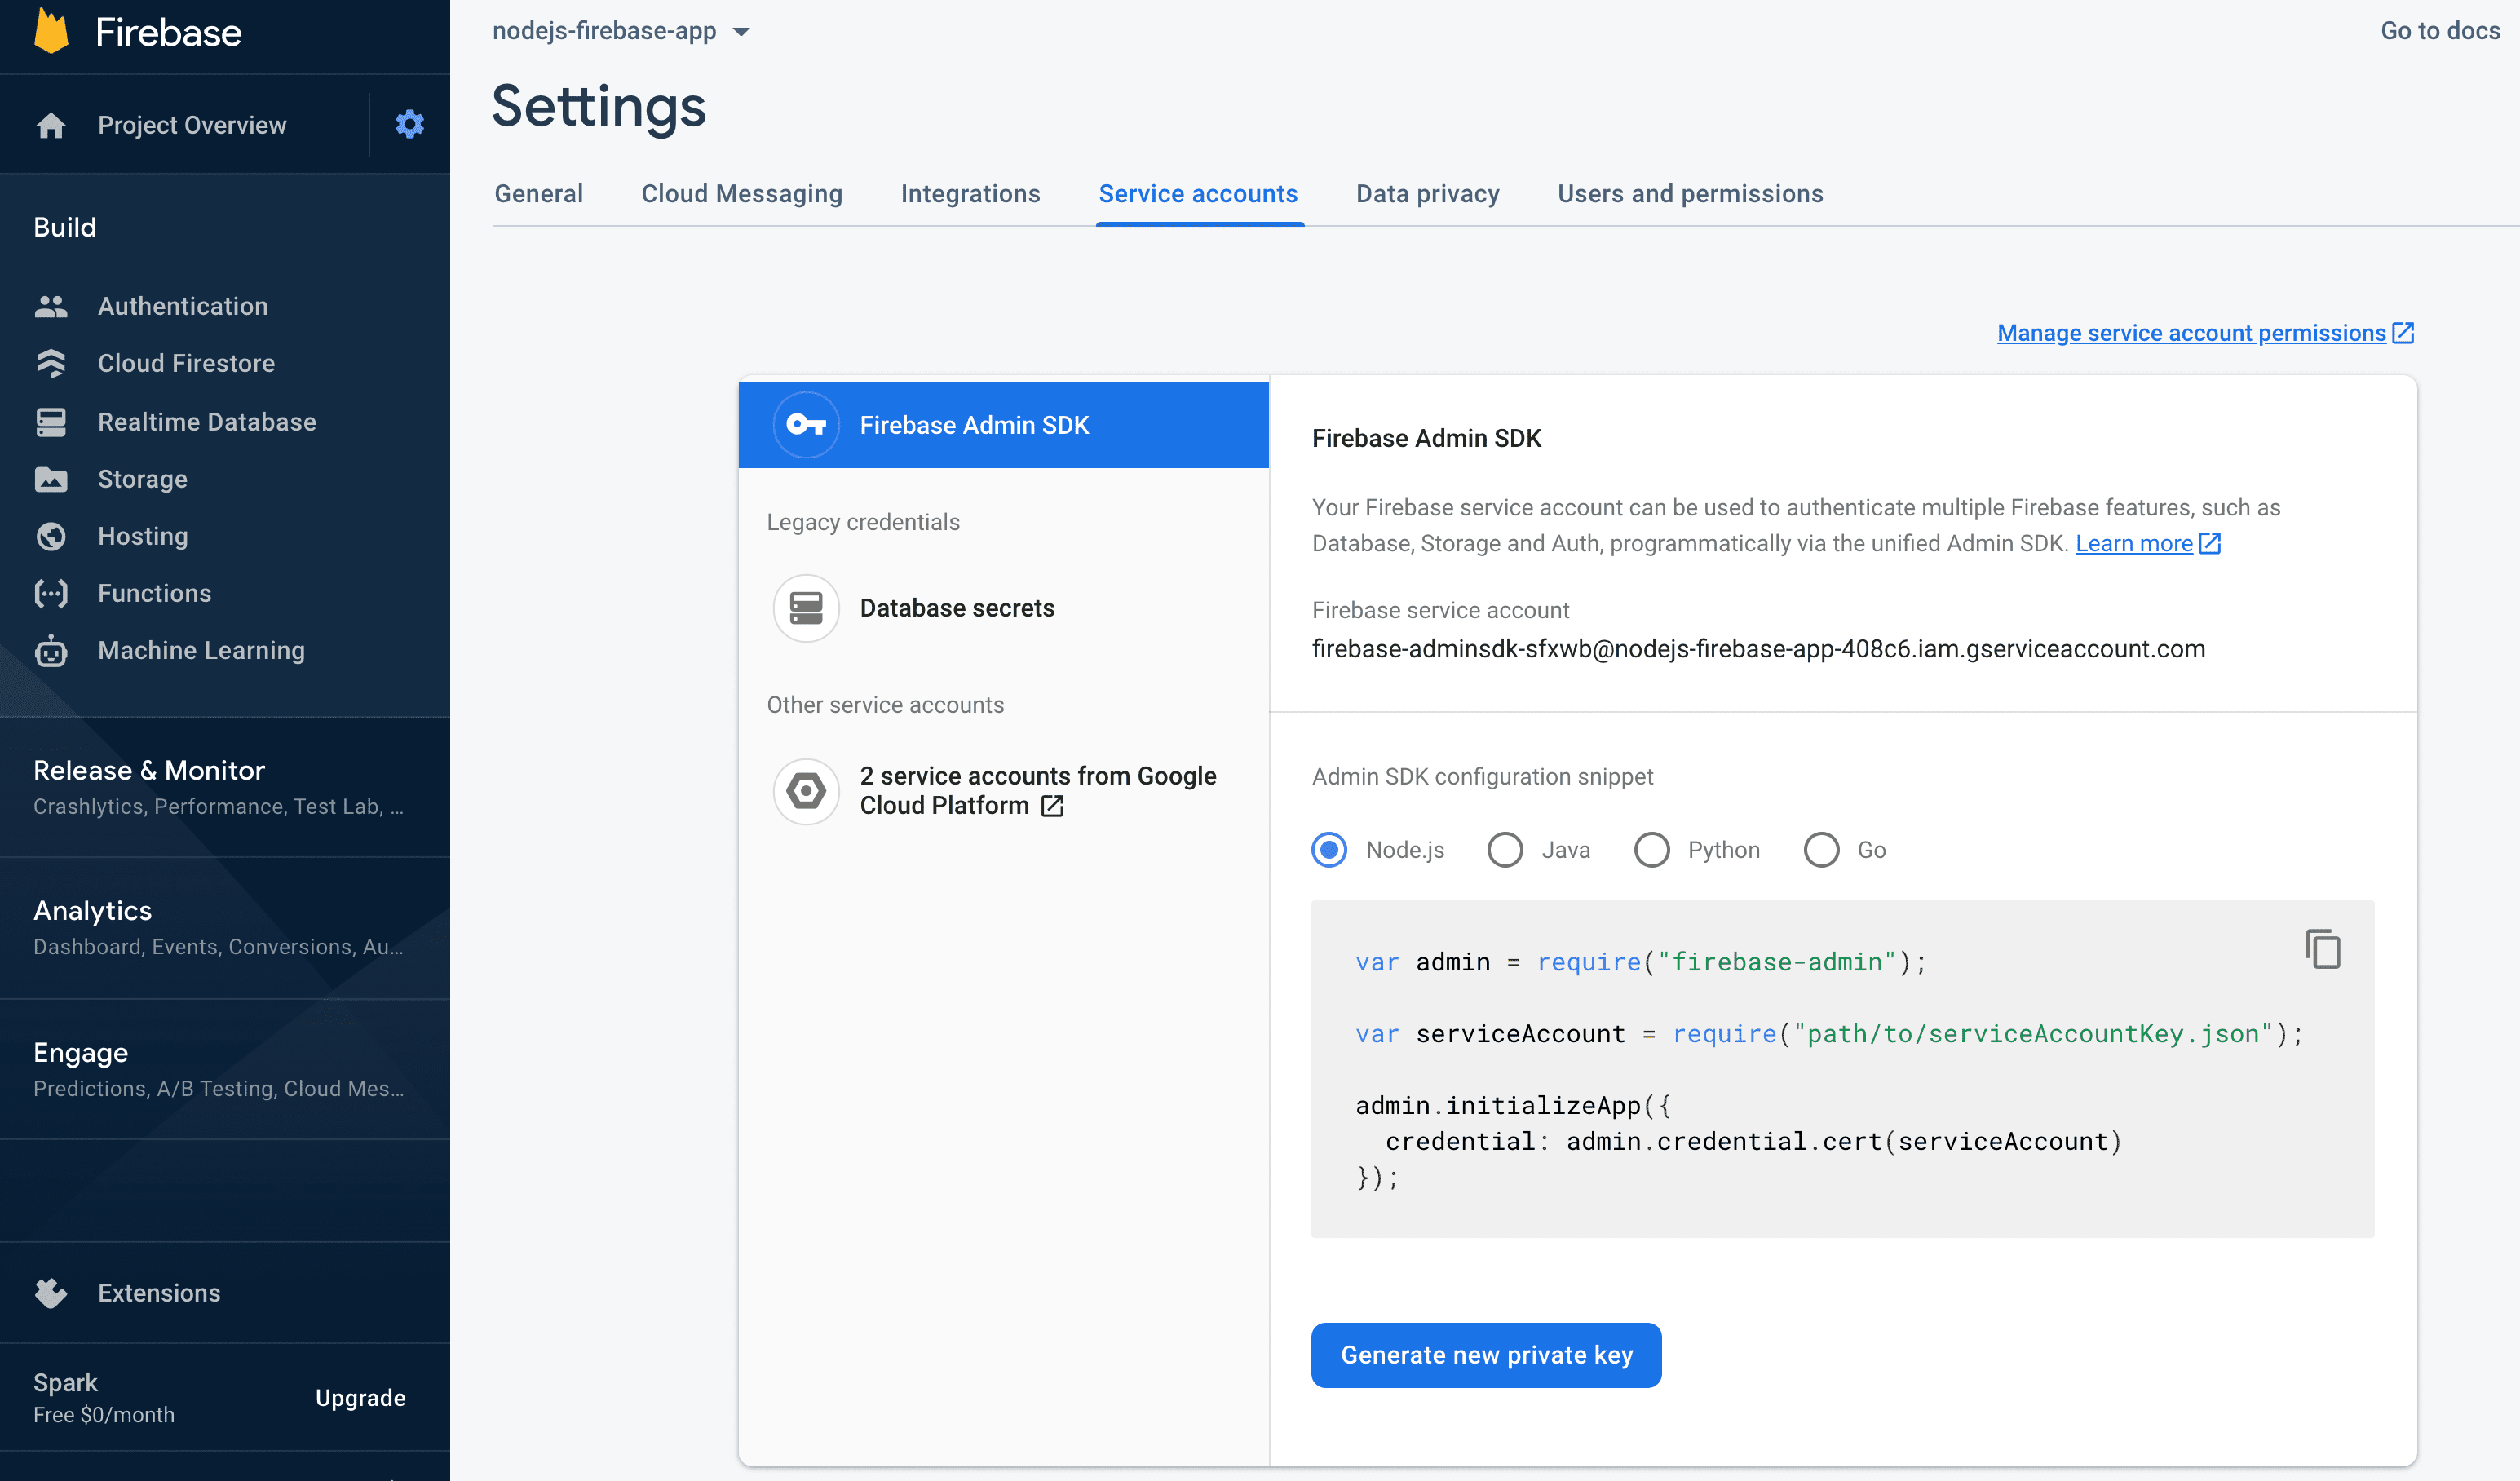 Firebase
Project Overview
Build
Authentication
Cloud Firestore
Realtime Database
Storage
Hosting
Functions
Machine Learning
Release & Monitor
Crashlytics, Performance, Test Lab, ...
Analytics
Dashboard, Events, Conversions, Au...
Engage
Predictions, A/B Testing, Cloud Mes...
Extensions
Spark
Free $0/month
Upgrade
nodejs-firebase-app
Go to docs
Settings
General
Cloud Messaging
Integrations
Service accounts
Data privacy
Users and permissions
Manage service account permissions
Firebase Admin SDK
Legacy credentials
Database secrets
Other service accounts
2 service accounts from Google
Cloud Platform
Firebase Admin SDK
Your Firebase service account can be used to authenticate multiple Firebase features, such as
Database, Storage and Auth, programmatically via the unified Admin SDK. Learn more
Firebase service account
firebase-adminsdk-sfxwb@nodejs-firebase-app-408c6.iam.gserviceaccount.com
Admin SDK configuration snippet
Node.js
Java
Python
Go
var admin = require("firebase-admin");
var serviceAccount = require("path/to/serviceAccountKey.json");
admin.initializeApp({
  credential: admin.credential.cert(serviceAccount)
});
Generate new private key